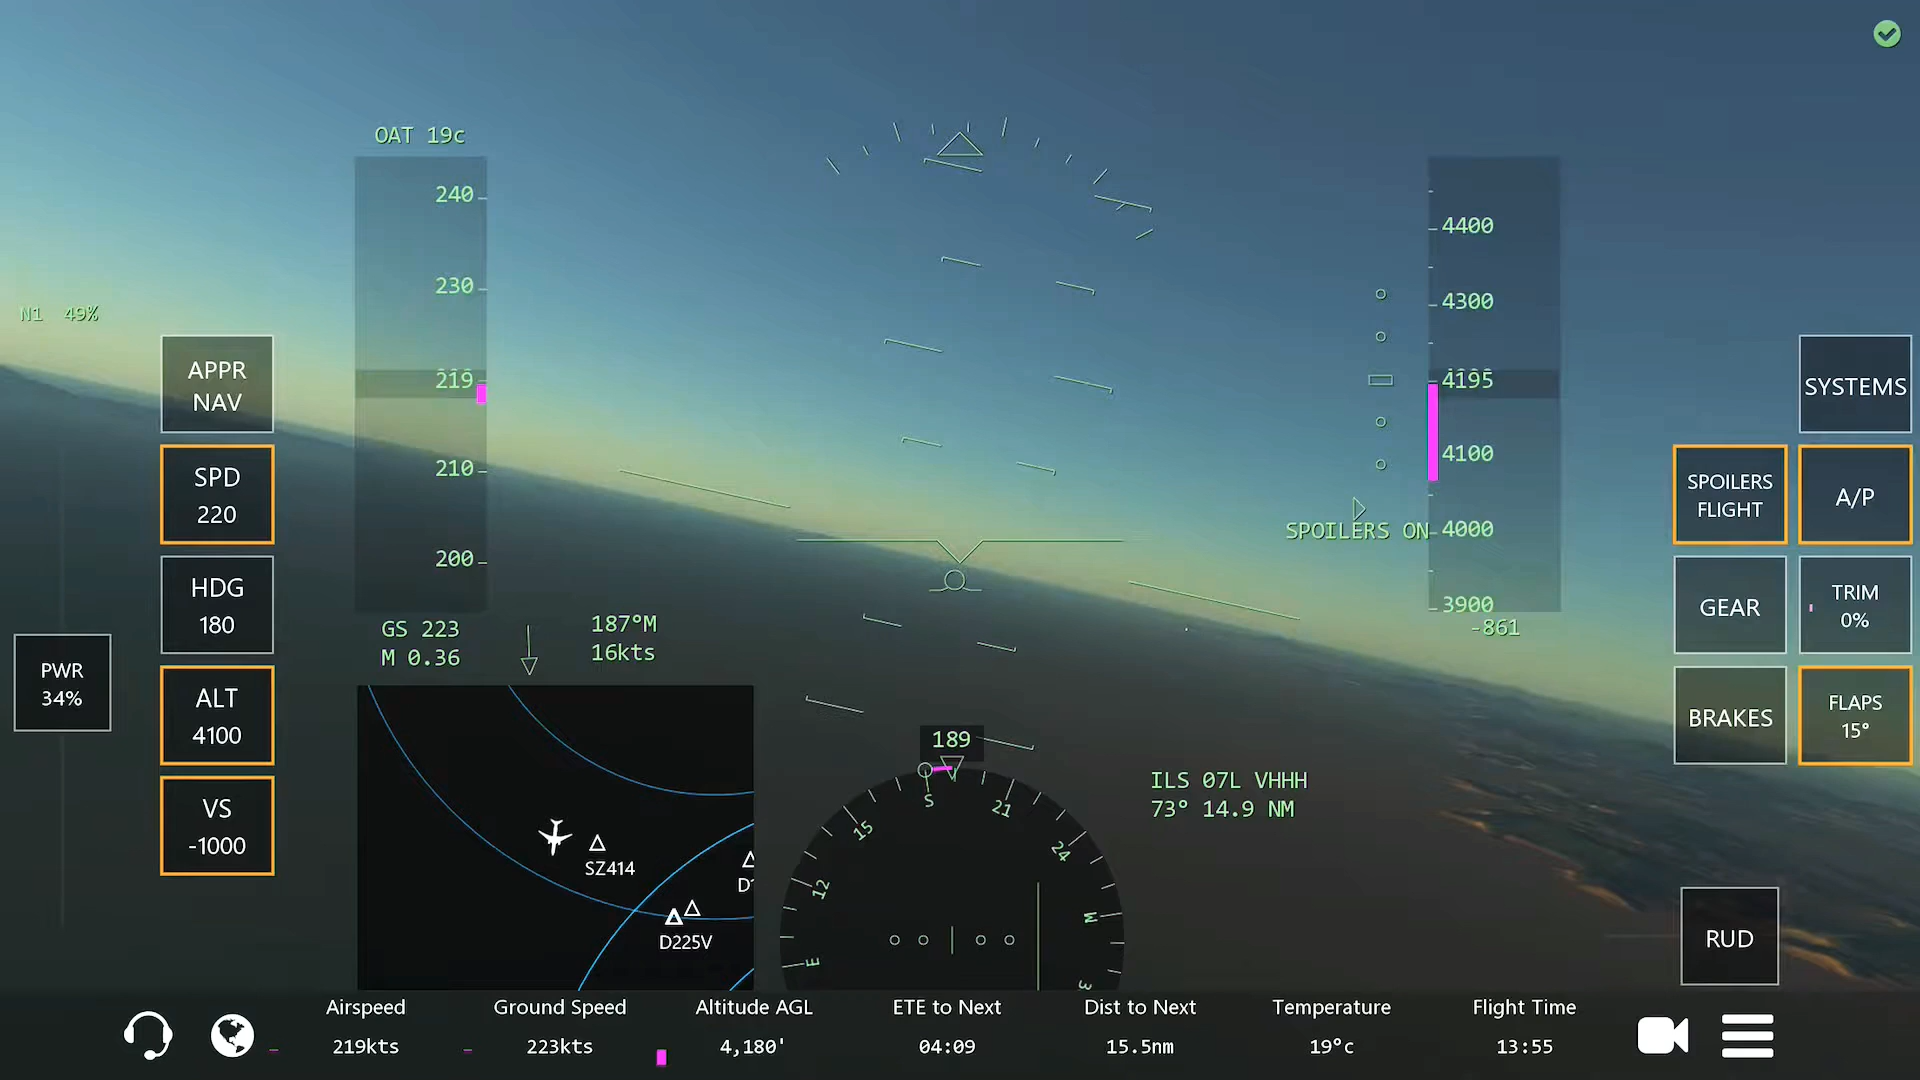 OAT 19c
240
230
219
210
200
N1 49%
APPR
NAV
SPD
220
HDG
180
ALT
4100
VS
-1000
PWR
34%
GS 223
M 0.36
187°M
16kts
4400
4300
4195
4100
4000
3900
-861
SPOILERS ON
SYSTEMS
SPOILERS
FLIGHT
A/P
GEAR
TRIM
0%
BRAKES
FLAPS
15°
RUD
SZ414
D225V
189
E
12
15
S
21
24
W
ILS 07L VHHH
73° 14.9 NM
Airspeed
219kts
Ground Speed
223kts
Altitude AGL
4,180'
ETE to Next
04:09
Dist to Next
15.5nm
Temperature
19°c
Flight Time
13:55